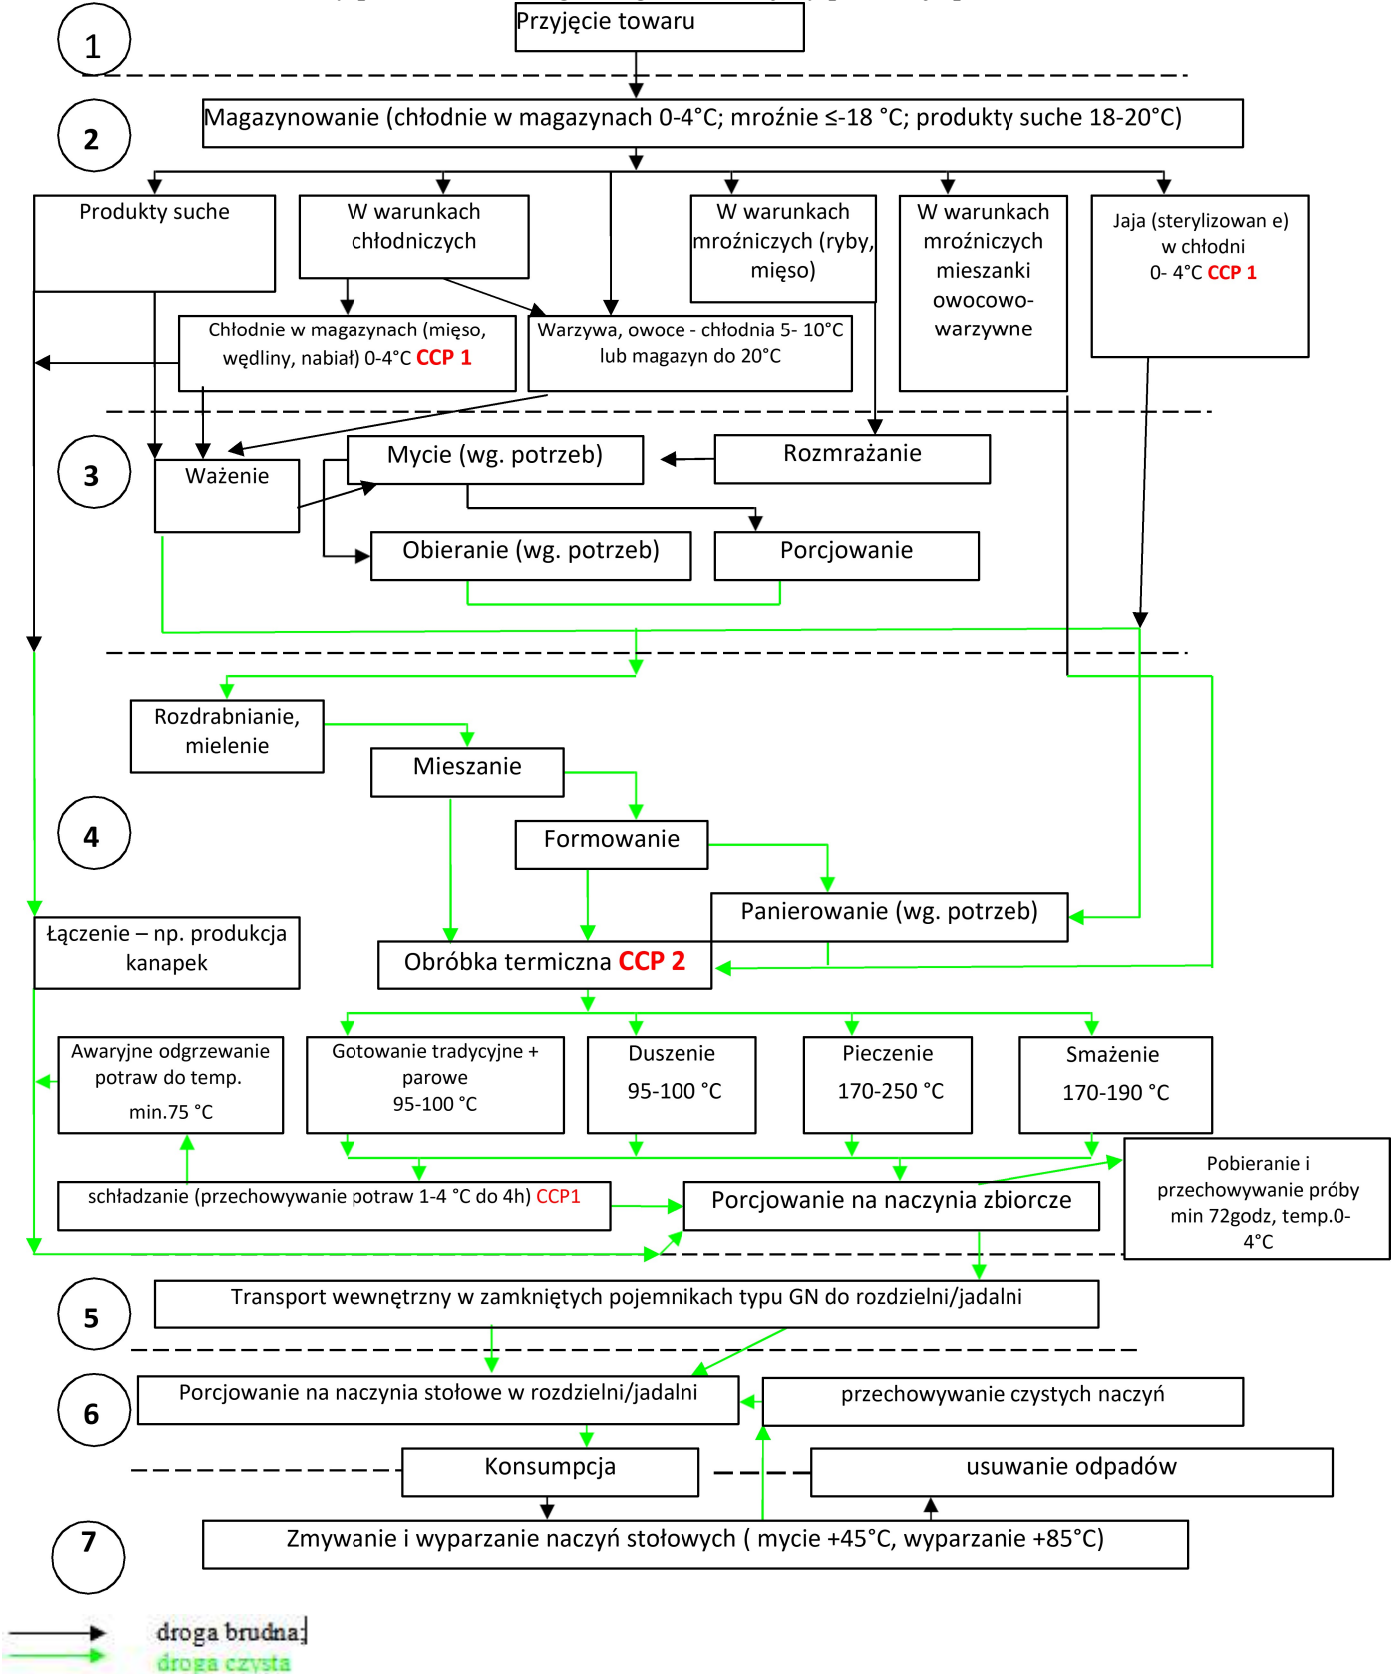 1
Przyjęcie towaru
2
Magazynowanie (chłodnie w magazynach 0-4°C; mroźnie ≤-18 °C; produkty suche 18-20°C)
Produkty suche
W warunkach
chłodniczych
W warunkach
mroźniczych (ryby,
mięso)
W warunkach
mroźniczych
mieszanki
owocowo-
warzywne
Jaja (sterylizowan e)
w chłodni
0- 4°C CCP 1
Chłodnie w magazynach (mięso,
wędliny, nabiał) 0-4°C CCP 1
Warzywa, owoce - chłodnia 5- 10°C
lub magazyn do 20°C
3
Ważenie
Mycie (wg. potrzeb)
Rozmrażanie
Obieranie (wg. potrzeb)
Porcjowanie
Rozdrabnianie,
mielenie
Mieszanie
4
Formowanie
Panierowanie (wg. potrzeb)
Łączenie – np. produkcja
kanapek
Obróbka termiczna CCP 2
Awaryjne odgrzewanie
potraw do temp.
min.75 °C
Gotowanie tradycyjne +
parowe
95-100 °C
Duszenie
95-100 °C
Pieczenie
170-250 °C
Smażenie
170-190 °C
schładzanie (przechowywanie potraw 1-4 °C do 4h) CCP1
Porcjowanie na naczynia zbiorcze
Pobieranie i
przechowywanie próby
min 72godz, temp.0-
4°C
5
Transport wewnętrzny w zamkniętych pojemnikach typu GN do rozdzielni/jadalni
6
Porcjowanie na naczynia stołowe w rozdzielni/jadalni
przechowywanie czystych naczyń
Konsumpcja
usuwanie odpadów
7
Zmywanie i wyparzanie naczyń stołowych ( mycie +45°C, wyparzanie +85°C)
droga brudna;
droga czysta